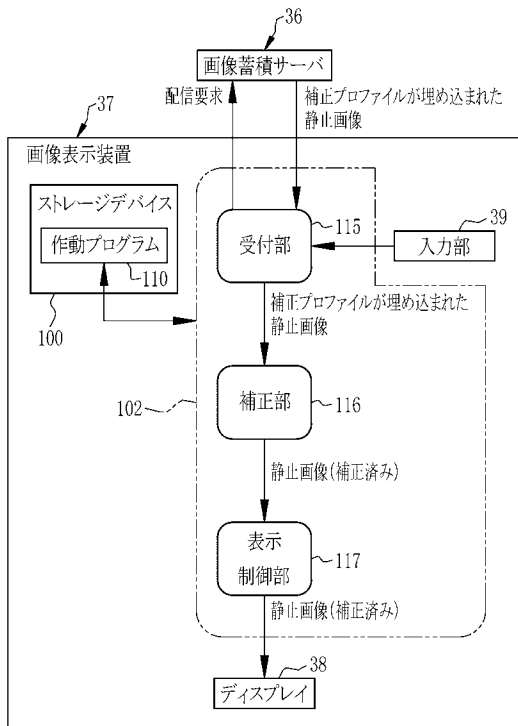 36
画像蓄積サーバ
配信要求
補正プロファイルが埋め込まれた
静止画像
37
画像表示装置
ストレージデバイス
作動プログラム
110
100
受付部
115
39
入力部
補正プロファイルが埋め込まれた
静止画像
102
補正部
116
静止画像(補正済み)
表示
制御部
117
静止画像(補正済み)
38
ディスプレイ